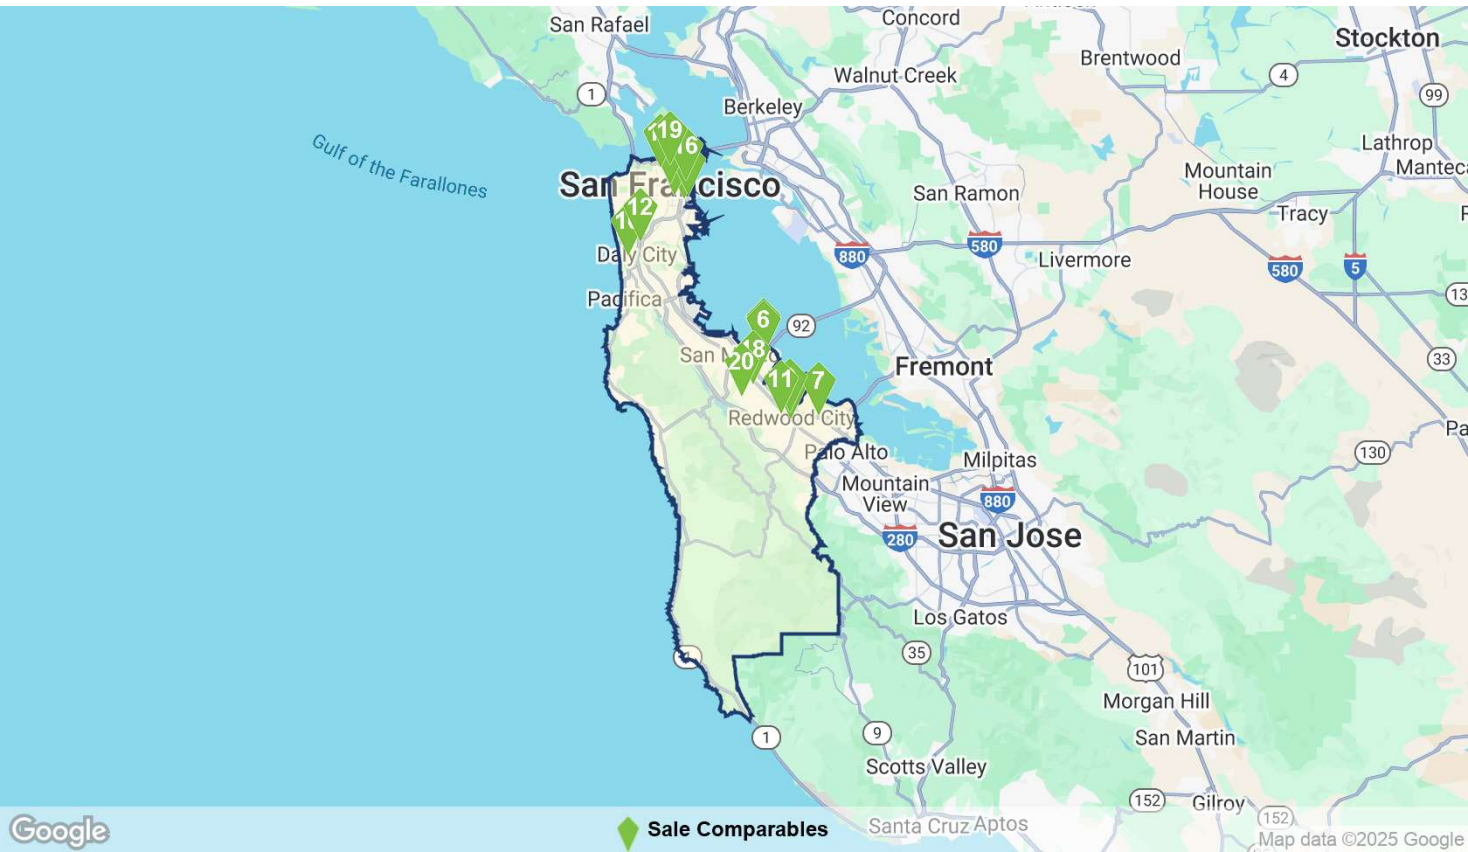 San Rafael
Concord
Stockton
Brentwood
Walnut Creek
4
99
1
Berkeley
Lathrop
Gulf of the Farallones
19
16
Manteca
Mountain
House
San Francisco
San Ramon
Tracy
12
580
880
Livermore
5
580
Daly City
Pacifica
6
92
18
San Mateo
20
11
7
Fremont
33
Redwood City
Palo Alto
130
Milpitas
Mountain
View
880
280
San Jose
Los Gatos
35
101
Morgan Hill
1
9
San Martin
Scotts Valley
152
Gilroy
152
Google
Sale Comparables
Santa Cruz
Aptos
Map data ©2025 Google